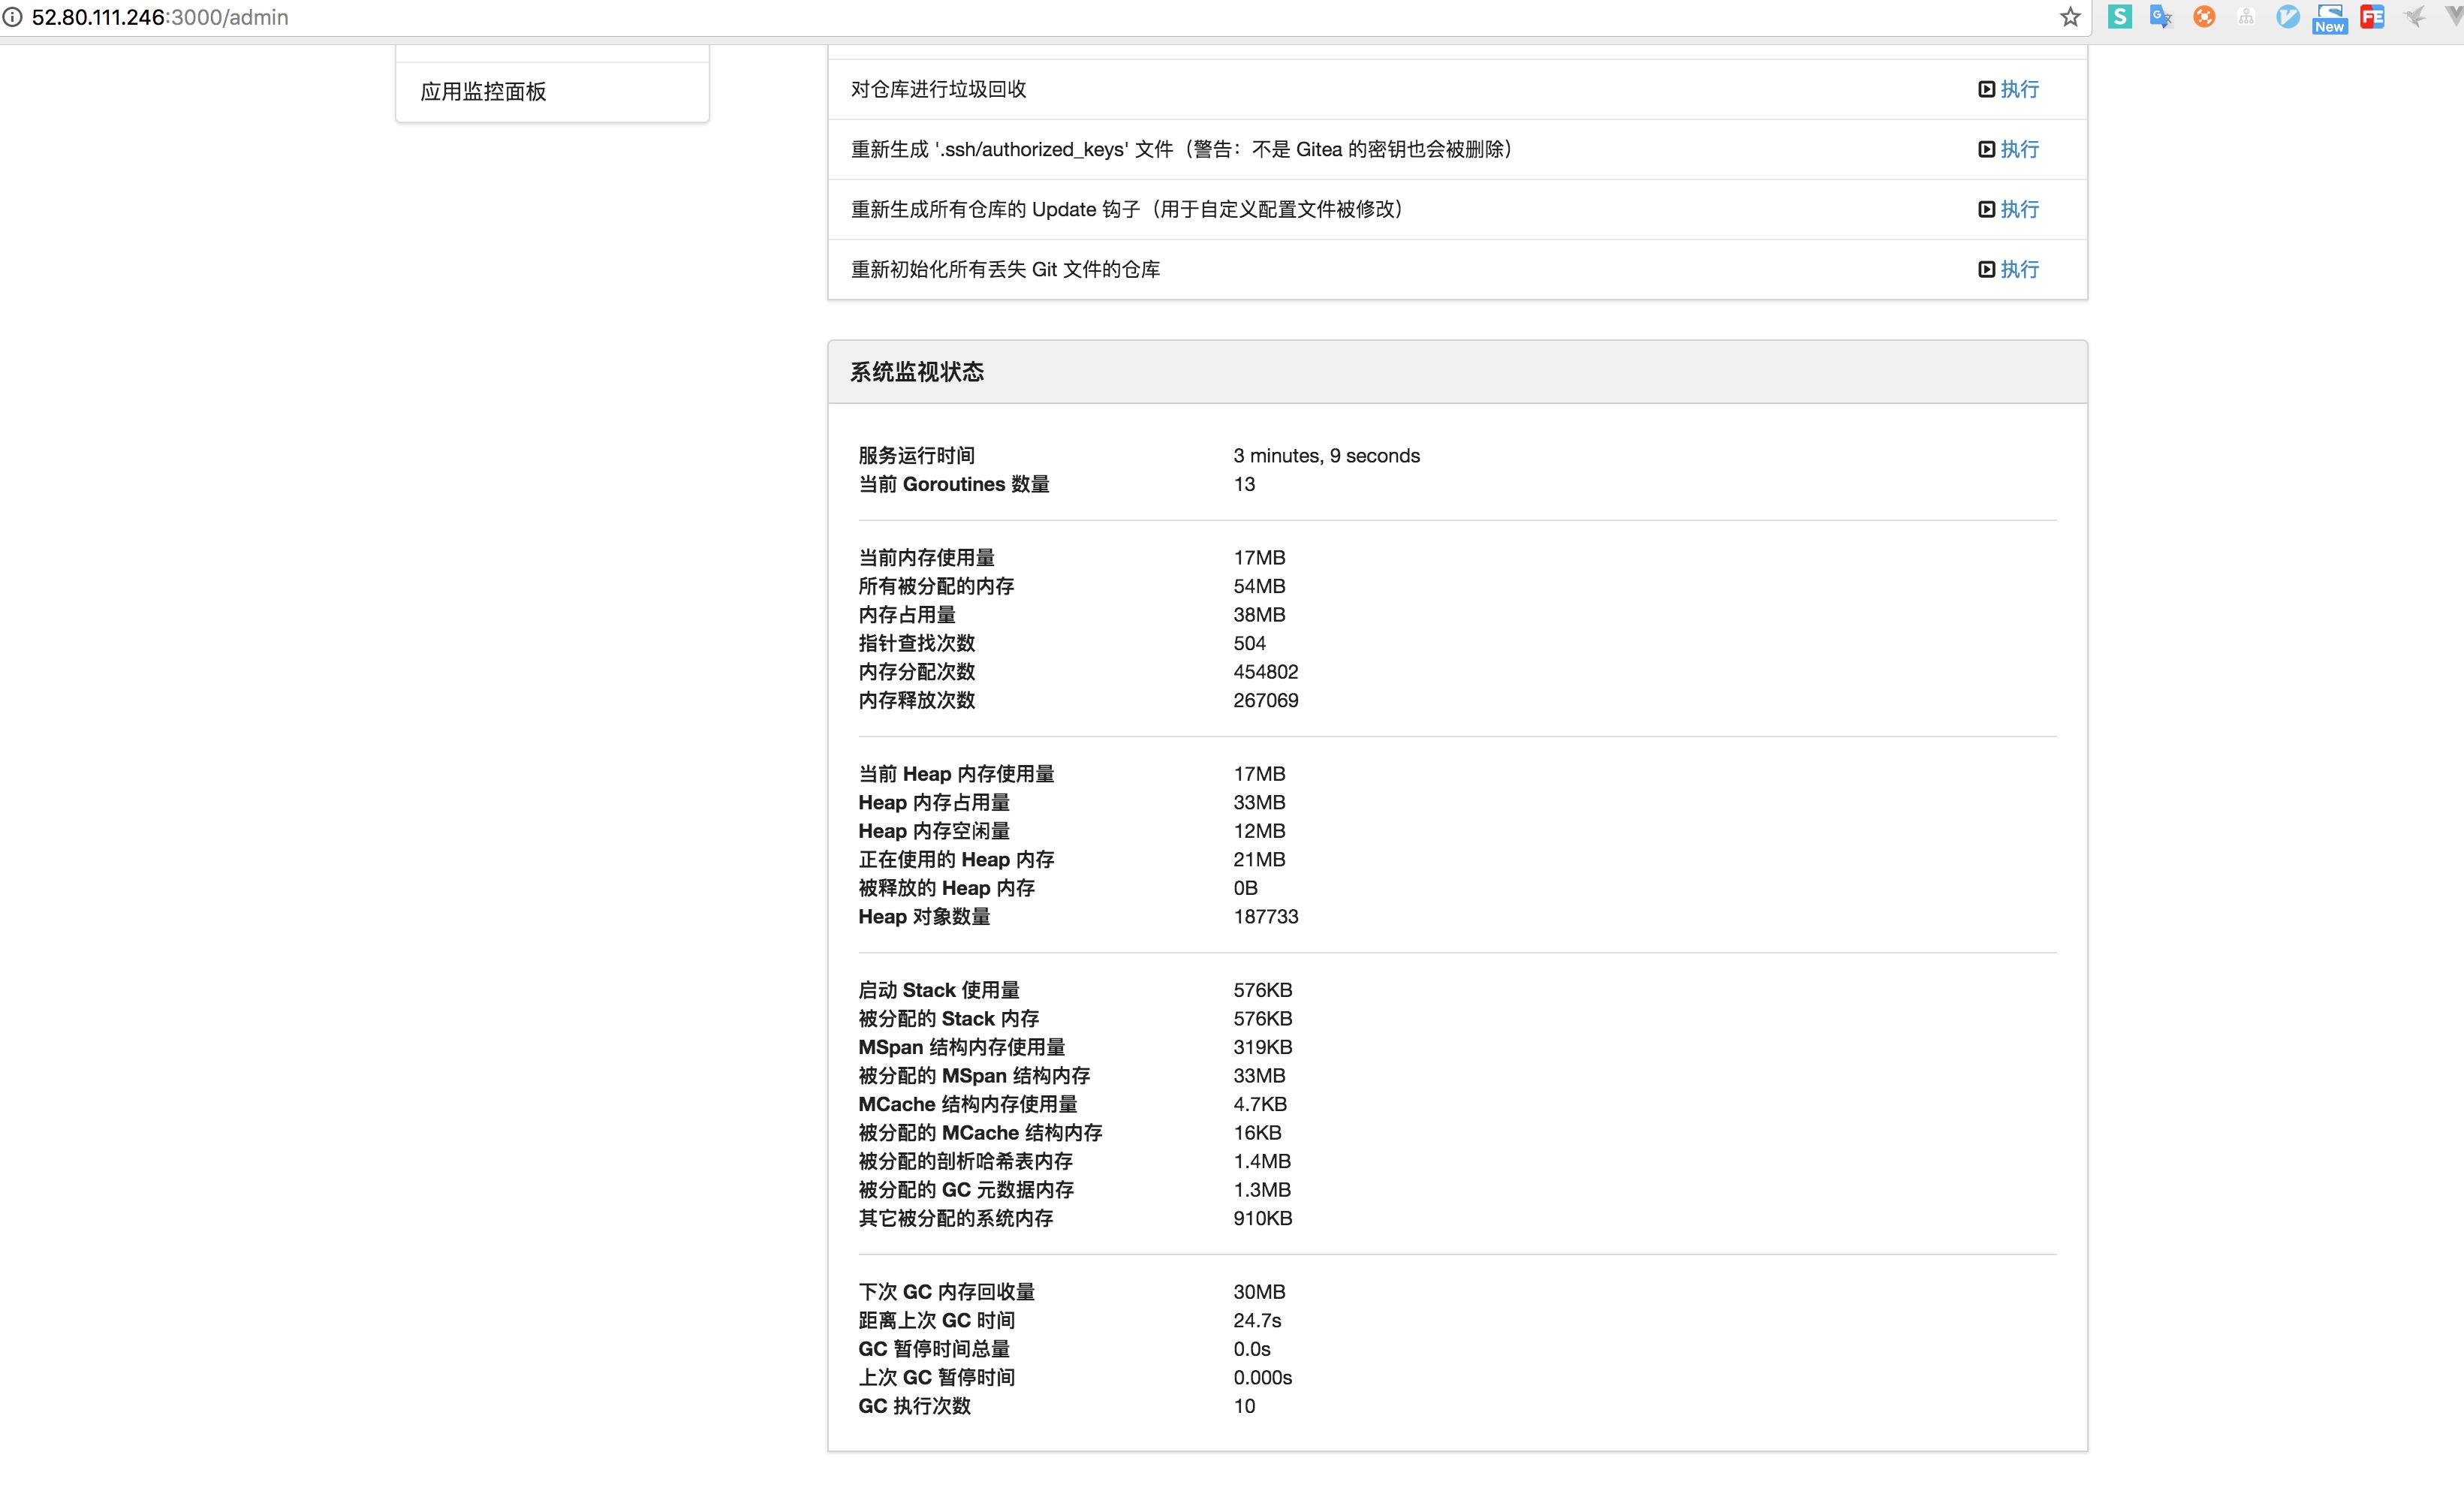 52.80.111.246:3000/admin
S
G
New
FE
应用监控面板
对仓库进行垃圾回收 执行
重新生成 '.ssh/authorized_keys' 文件（警告：不是 Gitea 的密钥也会被删除） 执行
重新生成所有仓库的 Update 钩子（用于自定义配置文件被修改） 执行
重新初始化所有丢失 Git 文件的仓库 执行
系统监视状态
服务运行时间 3 minutes, 9 seconds
当前 Goroutines 数量 13
当前内存使用量 17MB
所有被分配的内存 54MB
内存占用量 38MB
指针查找次数 504
内存分配次数 454802
内存释放次数 267069
当前 Heap 内存使用量 17MB
Heap 内存占用量 33MB
Heap 内存空闲量 12MB
正在使用的 Heap 内存 21MB
被释放的 Heap 内存 0B
Heap 对象数量 187733
启动 Stack 使用量 576KB
被分配的 Stack 内存 576KB
MSpan 结构内存使用量 319KB
被分配的 MSpan 结构内存 33MB
MCache 结构内存使用量 4.7KB
被分配的 MCache 结构内存 16KB
被分配的剖析哈希表内存 1.4MB
被分配的 GC 元数据内存 1.3MB
其它被分配的系统内存 910KB
下次 GC 内存回收量 30MB
距离上次 GC 时间 24.7s
GC 暂停时间总量 0.0s
上次 GC 暂停时间 0.000s
GC 执行次数 10